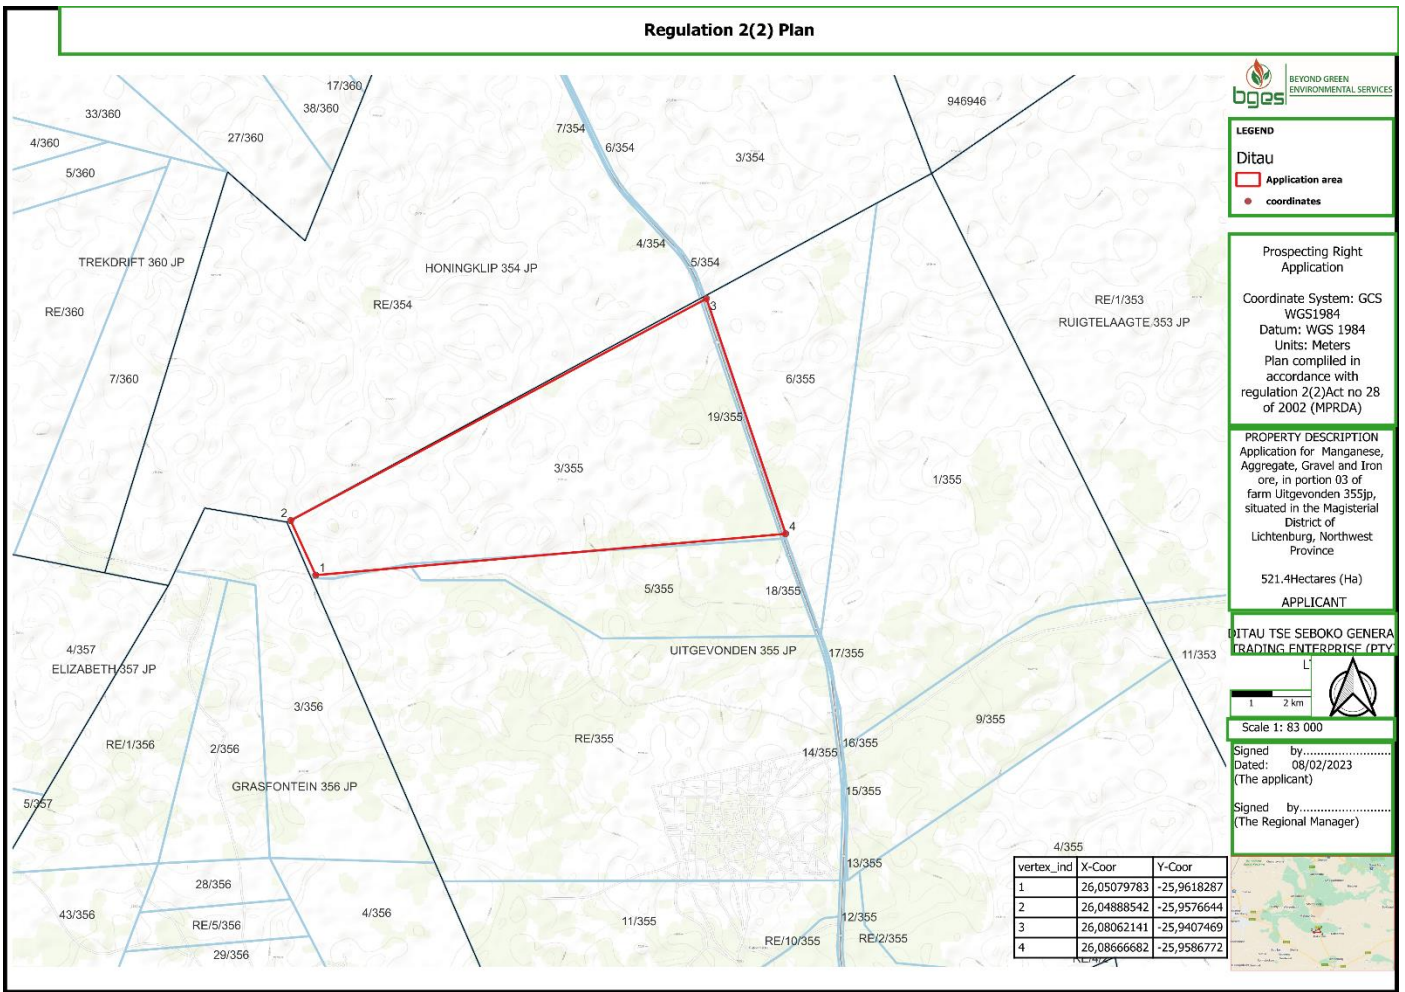 Regulation 2(2) Plan
bges
BEYOND GREEN
ENVIRONMENTAL SERVICES
LEGEND
Ditau
Application area
coordinates
Prospecting Right
Application
Coordinate System: GCS
WGS1984
Datum: WGS 1984
Units: Meters
Plan complIled in
accordance with
regulation 2(2)Act no 28
of 2002 (MPRDA)
PROPERTY DESCRIPTION
Application for Manganese,
Aggregate, Gravel and Iron
ore, in portion 03 of
farm Uitgevonden 355jp,
situated in the Magisterial
District of
Lichtenburg, Northwest
Province
521.4Hectares (Ha)
APPLICANT
DITAU TSE SEBOKO GENERA
TRADING ENTERPRISE (PTY
1 2 km
Scale 1: 83 000
Signed by.........................
Dated: 08/02/2023
(The applicant)
Signed by.........................
(The Regional Manager)
17/360
38/360
33/360
27/360
4/360
5/360
7/354
6/354
3/354
946946
4/354
5/354
TREKDRIFT 360 JP
HONINGKLIP 354 JP
RE/360
RE/354
3
RE/1/353
RUIGTELAAGTE 353 JP
7/360
6/355
19/355
3/355
1/355
2
4
1
5/355
18/355
4/357
ELIZABETH 357 JP
UITGEVONDEN 355 JP
17/355
11/353
3/356
9/355
RE/1/356
2/356
RE/355
14/355
16/355
GRASFONTEIN 356 JP
15/355
5/357
4/355
13/355
28/356
43/356
4/356
11/355
12/355
RE/5/356
RE/10/355
RE/2/355
29/356
vertex_ind X-Coor Y-Coor
1 26,05079783 -25,9618287
2 26,04888542 -25,9576644
3 26,08062141 -25,9407469
4 26,08666682 -25,9586772